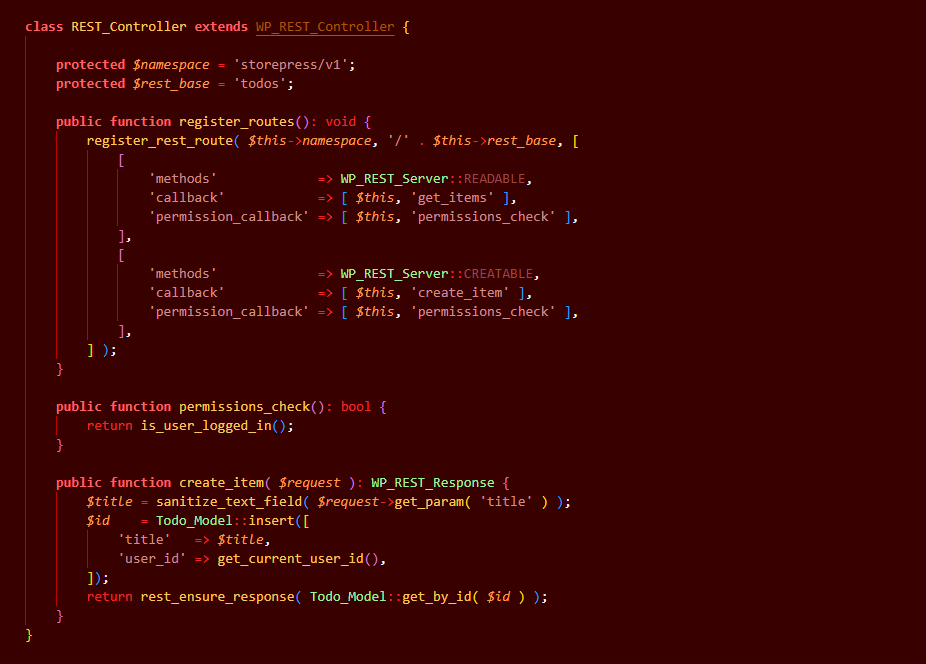 class REST_Controller extends WP_REST_Controller {
protected $namespace = 'storepress/v1';
protected $rest_base = 'todos';
public function register_routes(): void {
register_rest_route( $this->namespace, '/' . $this->rest_base, [
[
'methods' => WP_REST_Server::READABLE,
'callback' => [ $this, 'get_items' ],
'permission_callback' => [ $this, 'permissions_check' ],
],
[
'methods' => WP_REST_Server::CREATABLE,
'callback' => [ $this, 'create_item' ],
'permission_callback' => [ $this, 'permissions_check' ],
],
] );
}
public function permissions_check(): bool {
return is_user_logged_in();
}
public function create_item( $request ): WP_REST_Response {
$title = sanitize_text_field( $request->get_param( 'title' ) );
$id = Todo_Model::insert([
'title' => $title,
'user_id' => get_current_user_id(),
]);
return rest_ensure_response( Todo_Model::get_by_id( $id ) );
}
}